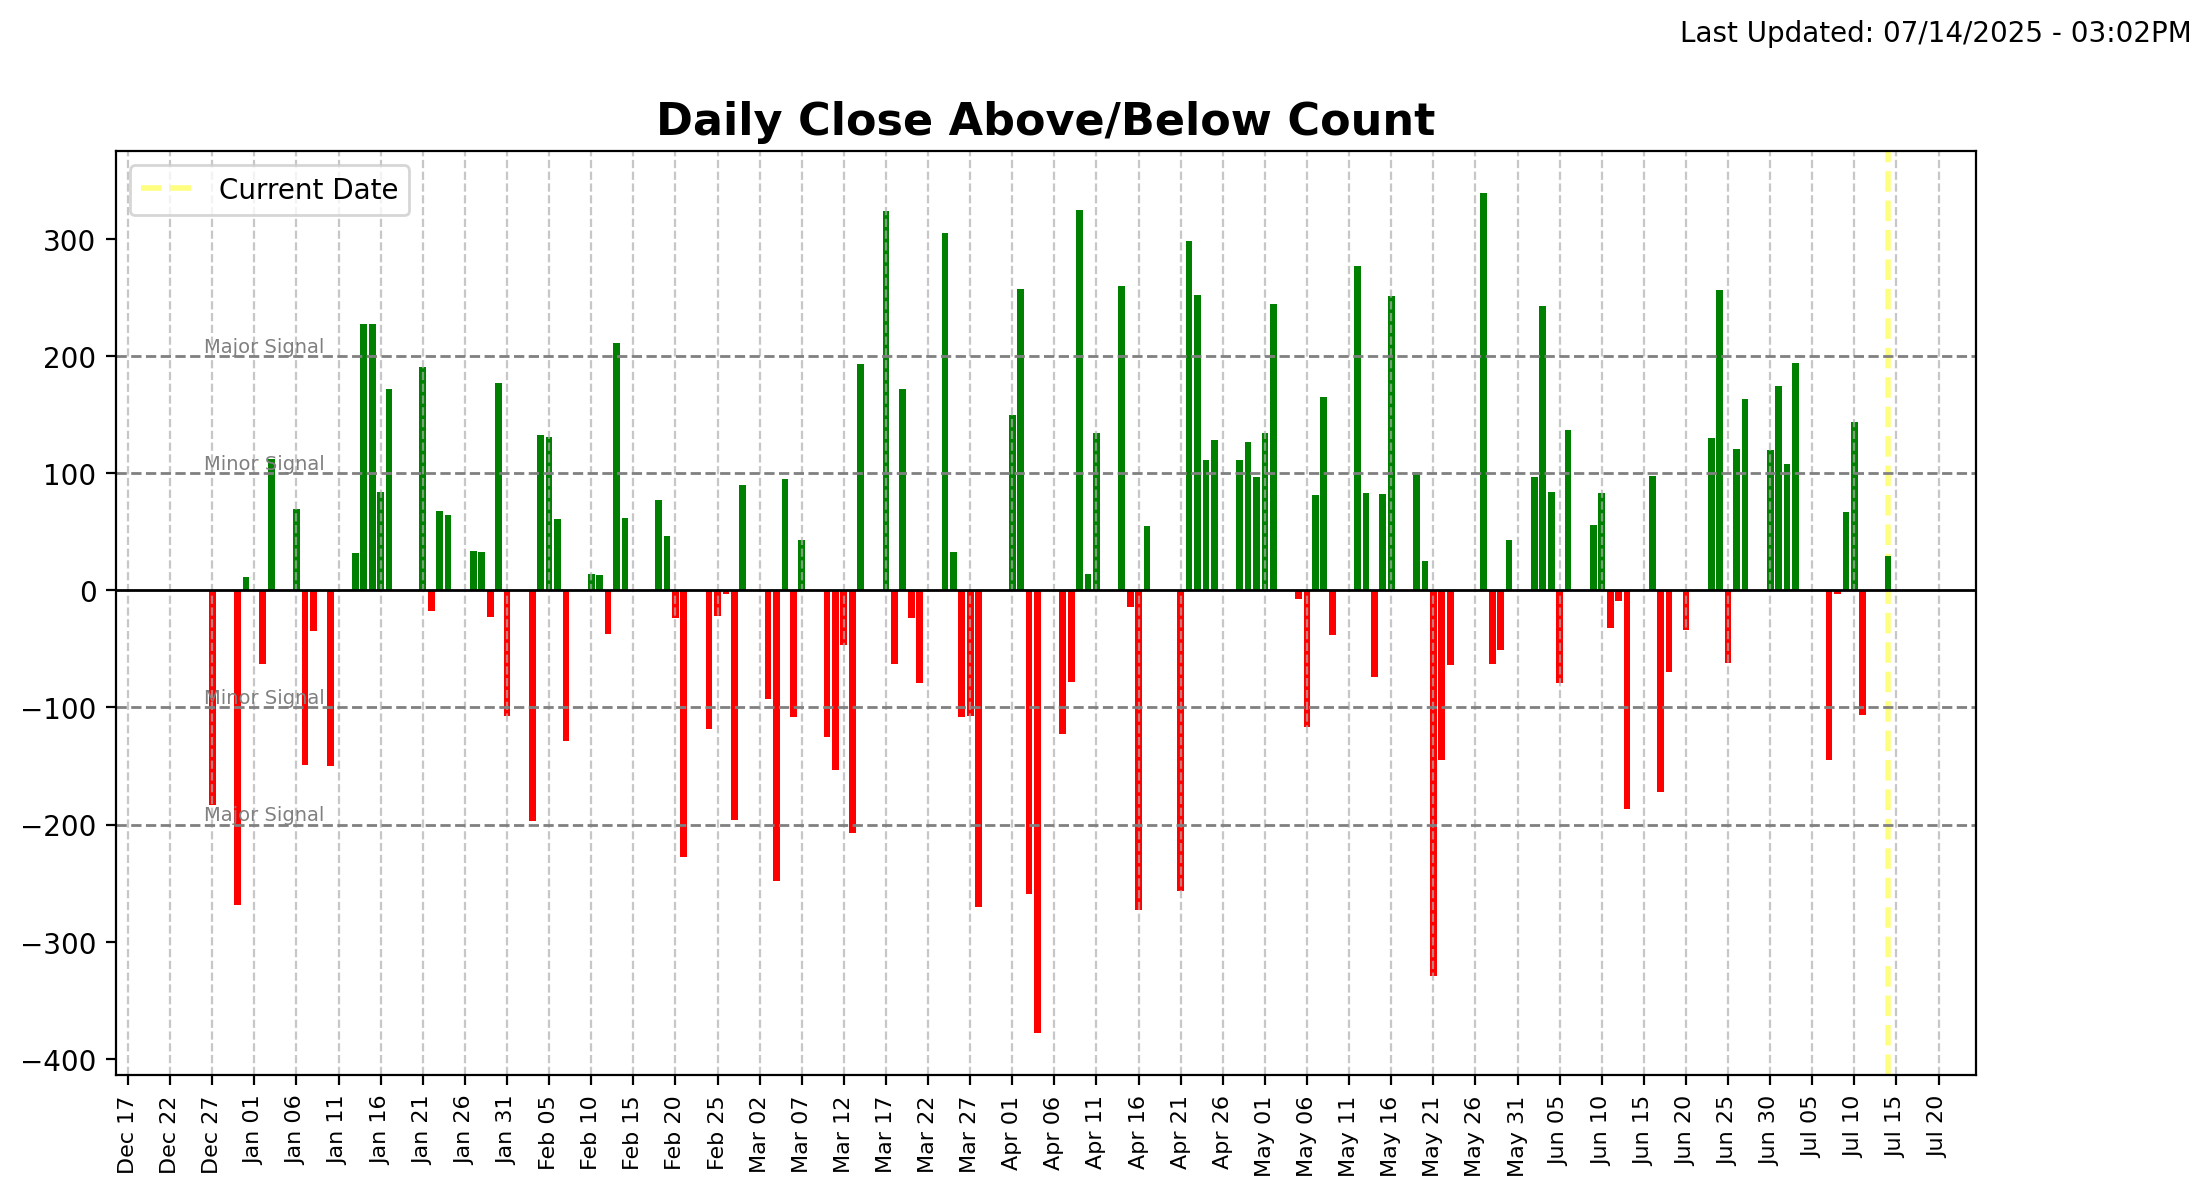 Last Updated: 07/14/2025 - 03:02PM
Daily Close Above/Below Count
Current Date
300
Major Signal
200
Minor Signal
100
0
Minor Signal
−100
Major Signal
−200
−300
−400
Dec 17
Dec 22
Dec 27
Jan 01
Jan 06
Jan 11
Jan 16
Jan 21
Jan 26
Jan 31
Feb 05
Feb 10
Feb 15
Feb 20
Feb 25
Mar 02
Mar 07
Mar 12
Mar 17
Mar 22
Mar 27
Apr 01
Apr 06
Apr 11
Apr 16
Apr 21
Apr 26
May 01
May 06
May 11
May 16
May 21
May 26
May 31
Jun 05
Jun 10
Jun 15
Jun 20
Jun 25
Jun 30
Jul 05
Jul 10
Jul 15
Jul 20